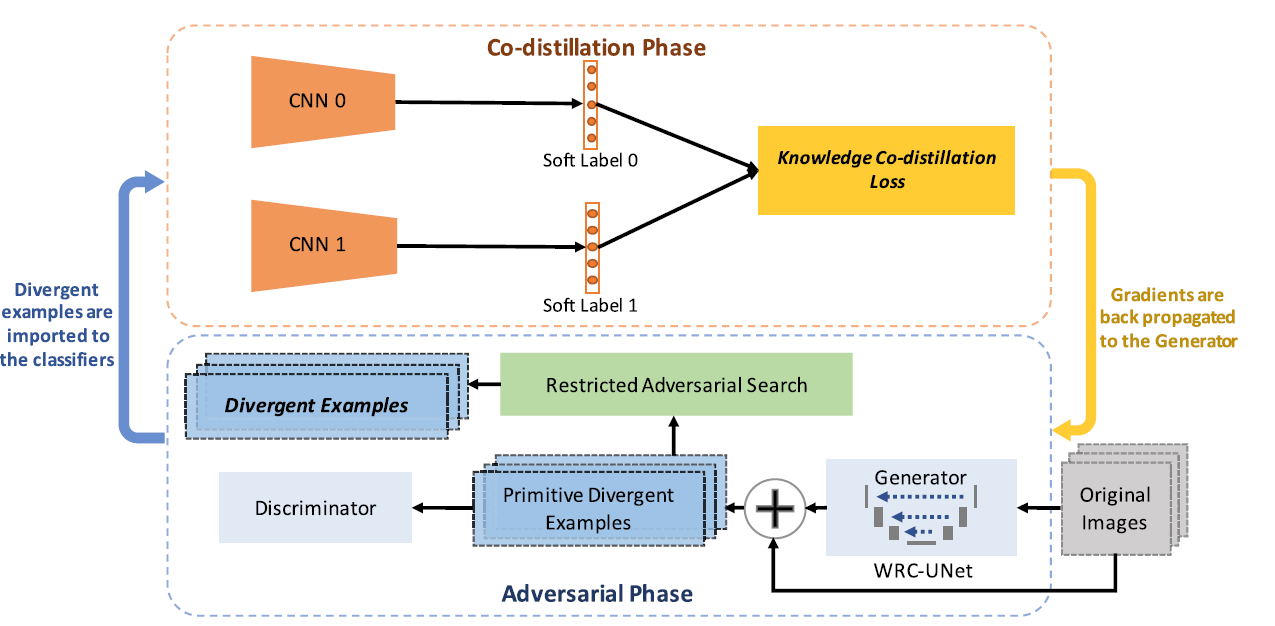 Co-distillation Phase
CNN 0
Soft Label 0
Knowledge Co-distillation
Loss
CNN 1
Soft Label 1
Divergent
examples are
imported to
the classifiers
Gradients are
back propagated
to the Generator
Restricted Adversarial Search
Divergent Examples
Discriminator
Primitive Divergent
Examples
Generator
WRC-UNet
Original
Images
Adversarial Phase